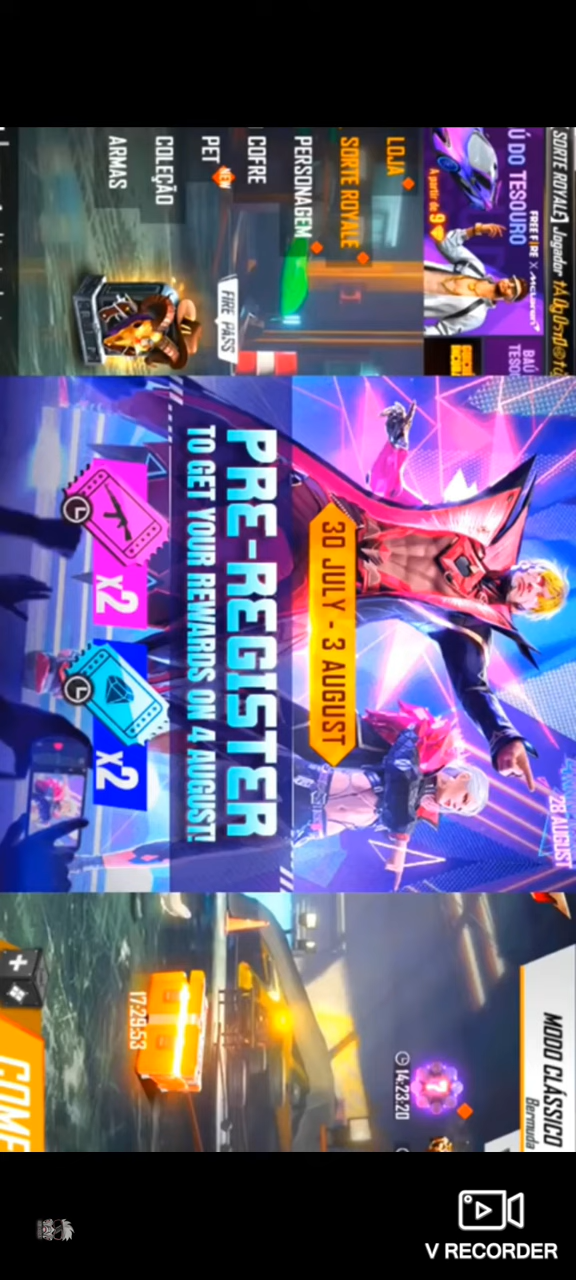 SORTE ROYALE] Jogador
Ú DO TESOURO
FREE FIRE X McLaren
A partir de 9
BAÚ
TESO
LOJA
SORTE ROYALE
PERSONAGEM
COFRE
PET
NEW
COLEÇÃO
ARMAS
FIRE PASS
28 AUGUST
30 JULY - 3 AUGUST
PRE-REGISTER
TO GET YOUR REWARDS ON 4 AUGUST!
X2
X2
MODO CLÁSSICO
Bermuda
14:23:20
17:29:53
COME
V RECORDER